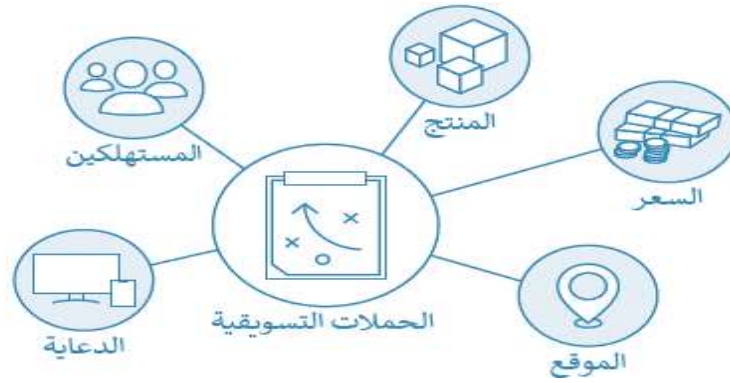 المنتج
المستهلكين
السعر
الحملات التسويقية
الدعاية
الموقع